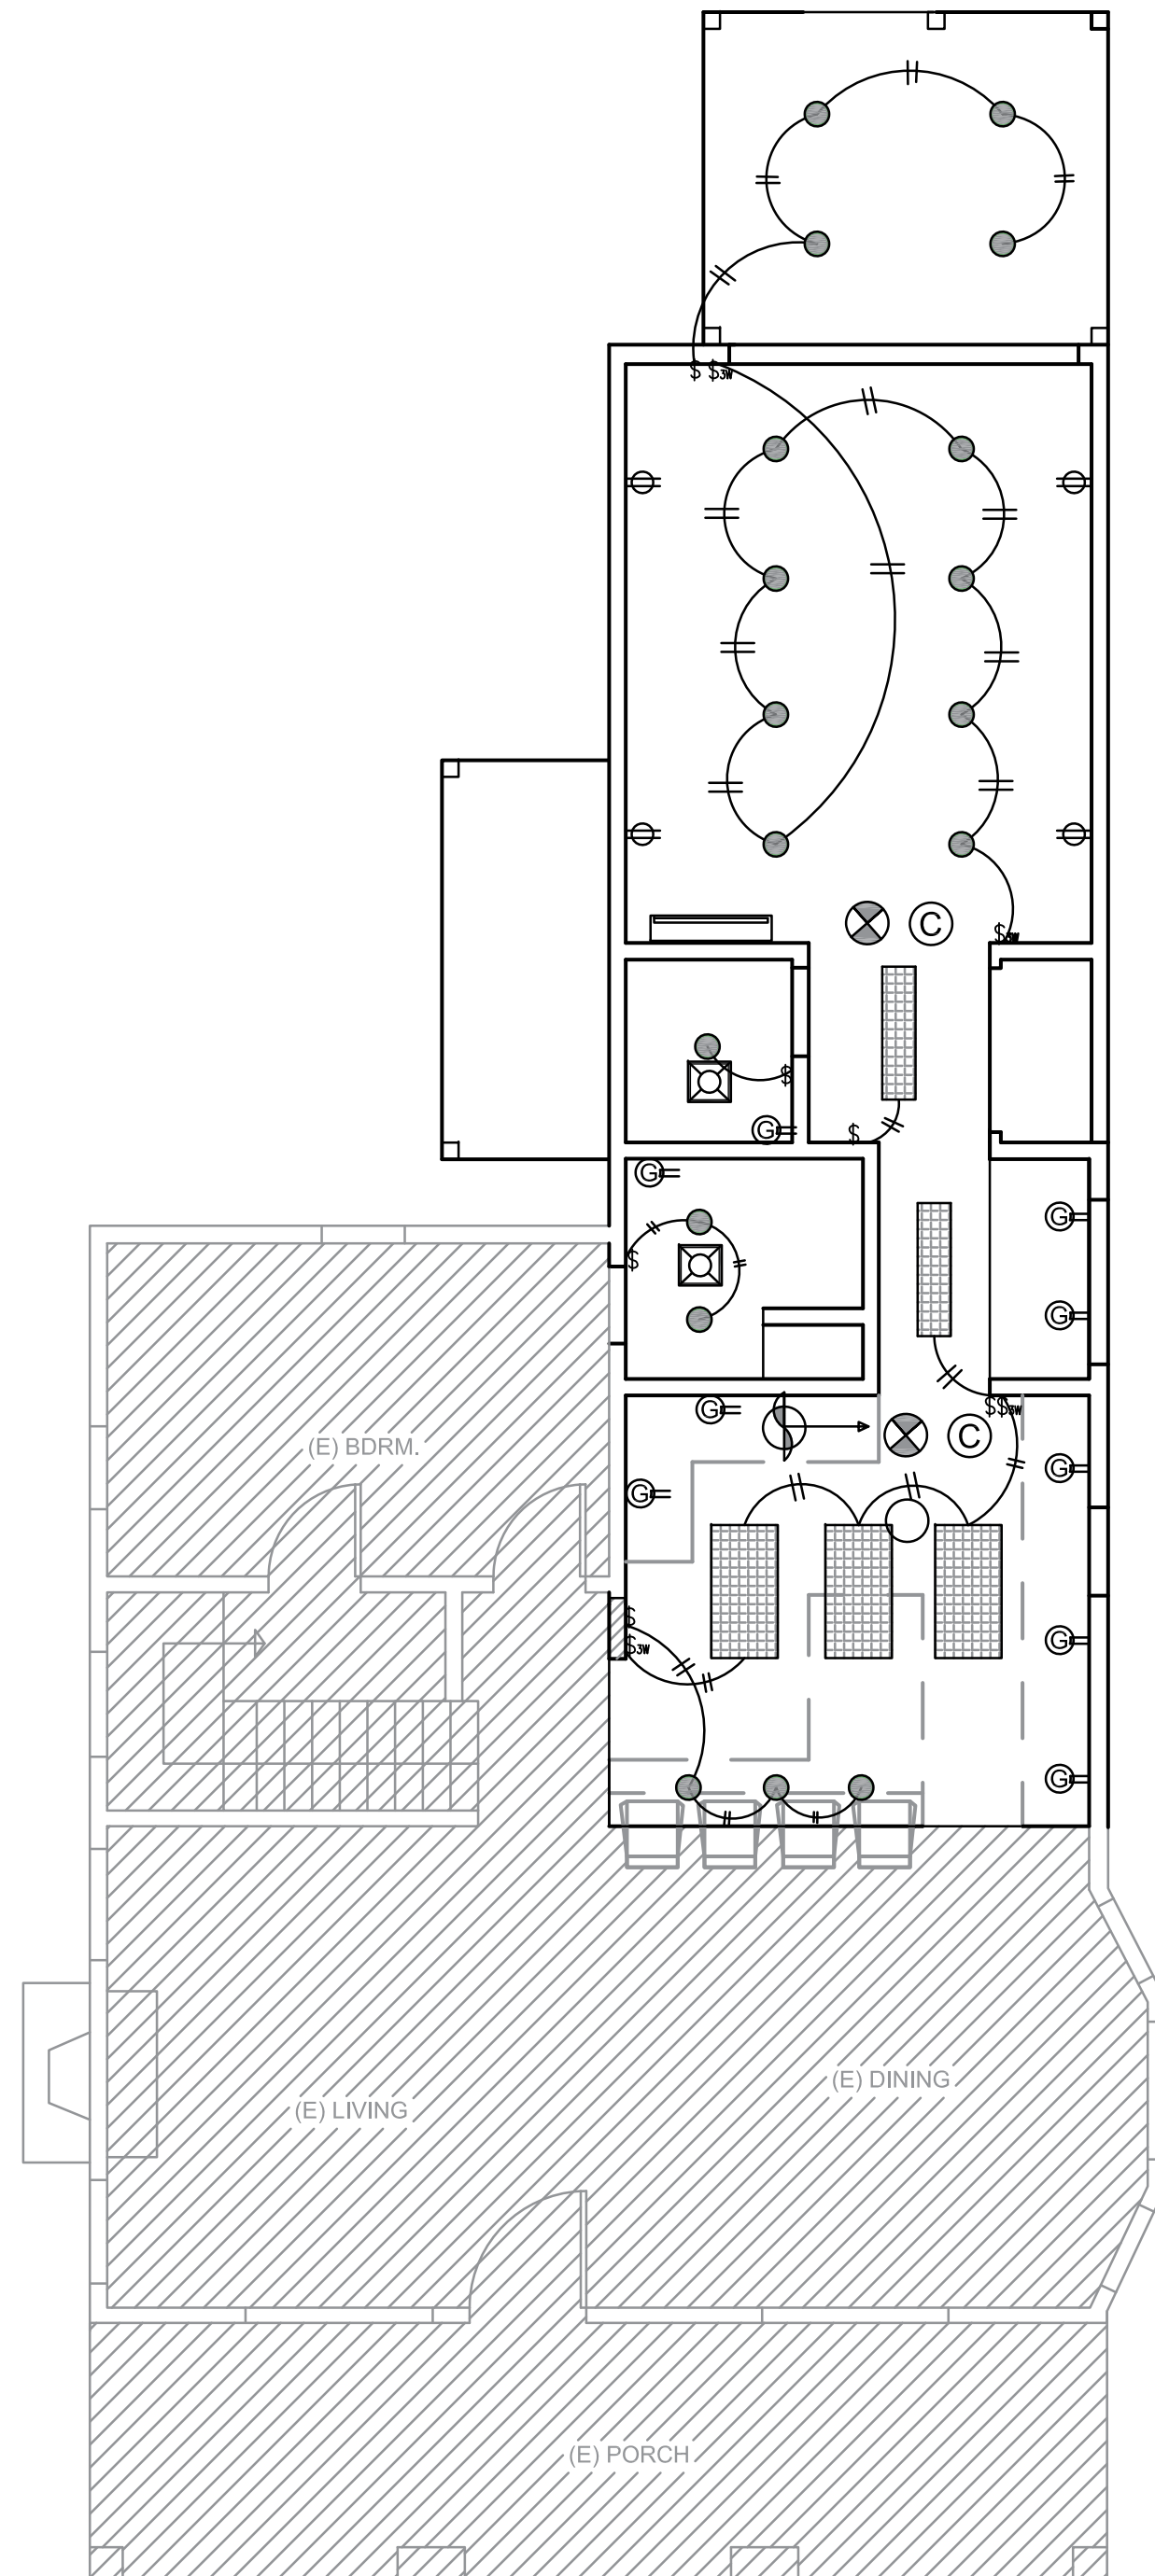 $ $3W
C
$3W
$
G
$
G
G
$
G
$$3W
G
C
G
G
$
G
$3W
G
(E) BDRM.
(E) DINING
(E) LIVING
(E) PORCH